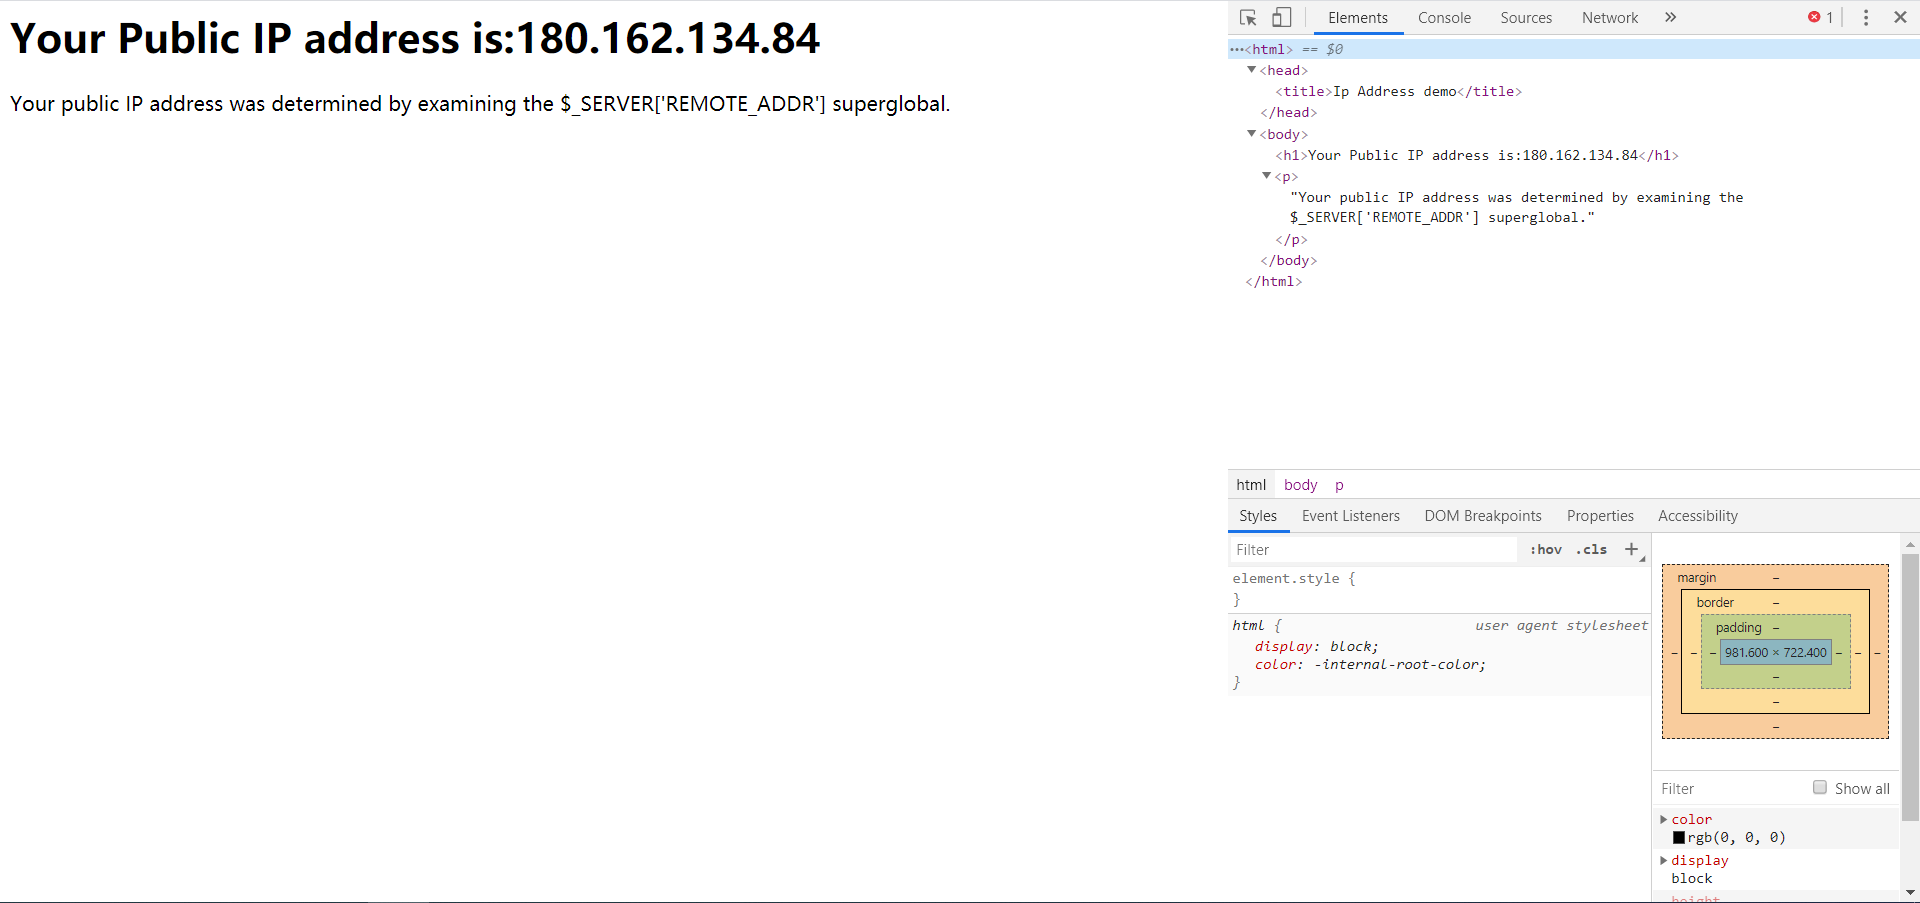 Your Public IP address is:180.162.134.84
Your public IP address was determined by examining the $_SERVER['REMOTE_ADDR'] superglobal.
Elements Console Sources Network » 1
···<html> == $0
<head>
<title>Ip Address demo</title>
</head>
<body>
<h1>Your Public IP address is:180.162.134.84</h1>
<p>
"Your public IP address was determined by examining the
$_SERVER['REMOTE_ADDR'] superglobal."
</p>
</body>
</html>
html body p
Styles Event Listeners DOM Breakpoints Properties Accessibility
Filter :hov .cls +
element.style {
}
html { user agent stylesheet
display: block;
color: -internal-root-color;
}
margin –
border –
padding –
– – – 981.600 × 722.400 – – –
–
–
–
Filter Show all
color
rgb(0, 0, 0)
display
block
height